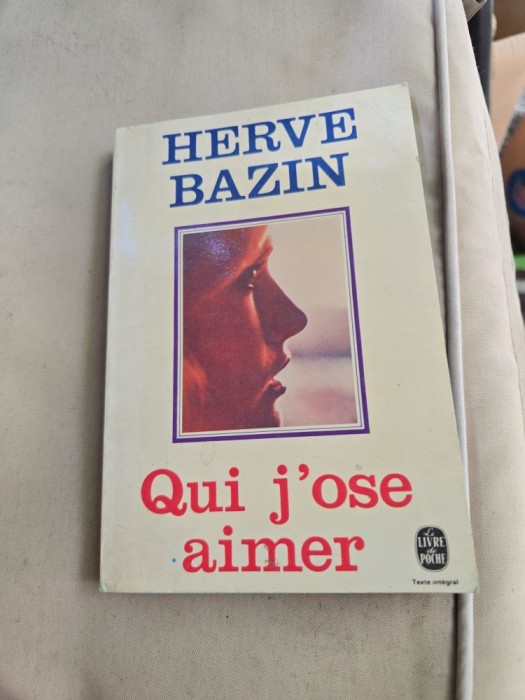 HERVE
BAZIN
Qui j'ose
aimer
Le
LIVRE
de
POCHE
Texte intégral